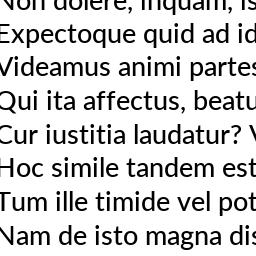 Non dolere, inquam, is
Expectoque quid ad id
Videamus animi partes
Qui ita affectus, beatu
Cur iustitia laudatur? V
Hoc simile tandem est
Tum ille timide vel pot
Nam de isto magna dis